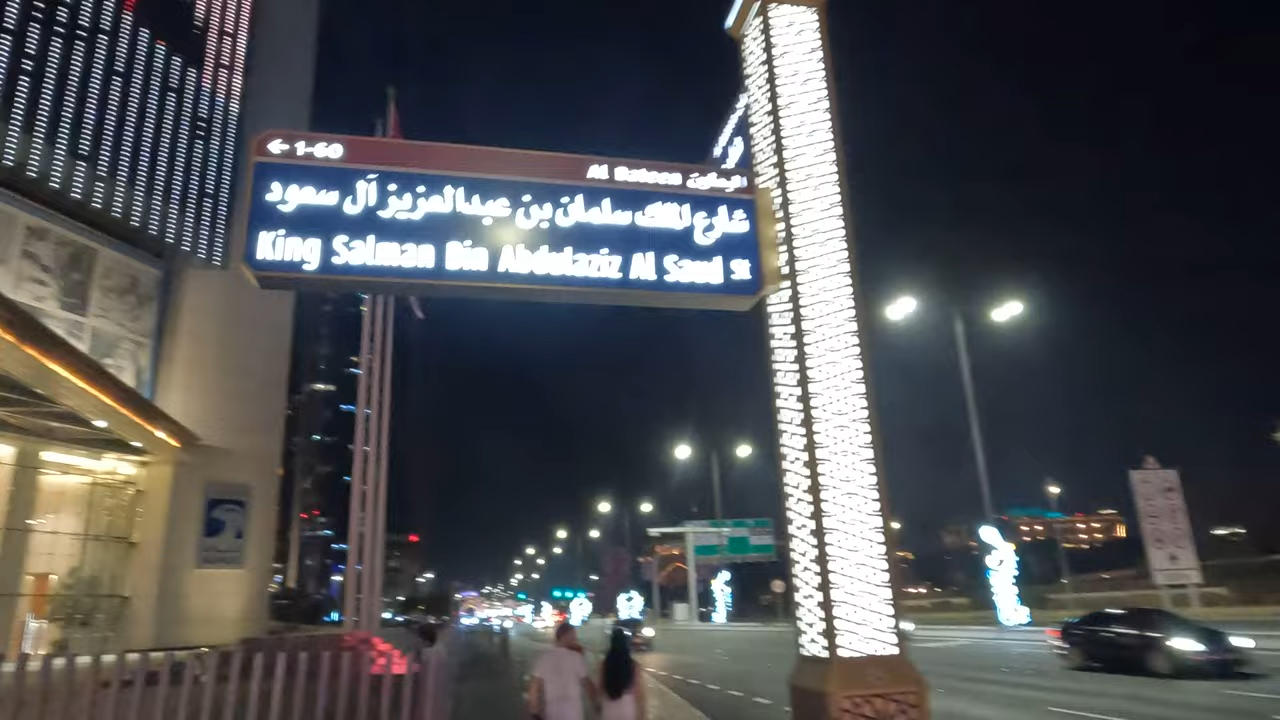 ← 1-60
Al Bateen البطين
شارع الملك سلمان بن عبدالعزيز آل سعود
King Salman Bin Abdulaziz Al Saud St